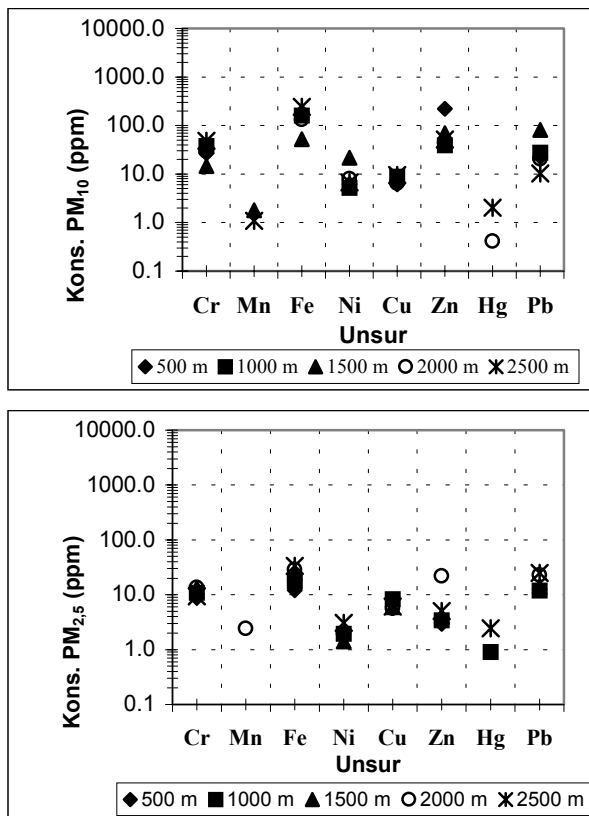 Kons. PM10 (ppm)
10000.0
1000.0
100.0
10.0
1.0
0.1
Cr Mn Fe Ni Cu Zn Hg Pb
Unsur
500 m 1000 m 1500 m 2000 m 2500 m
Kons. PM2,5 (ppm)
10000.0
1000.0
100.0
10.0
1.0
0.1
Cr Mn Fe Ni Cu Zn Hg Pb
Unsur
500 m 1000 m 1500 m 2000 m 2500 m